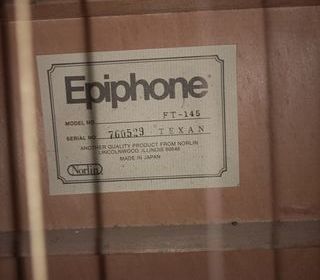 Epiphone®
MODEL NO. FT-145
SERIAL NO. 760529 TEXAN
ANOTHER QUALITY PRODUCT FROM NORLIN
LINCOLNWOOD, ILLINOIS 60646
MADE IN JAPAN
Norlin